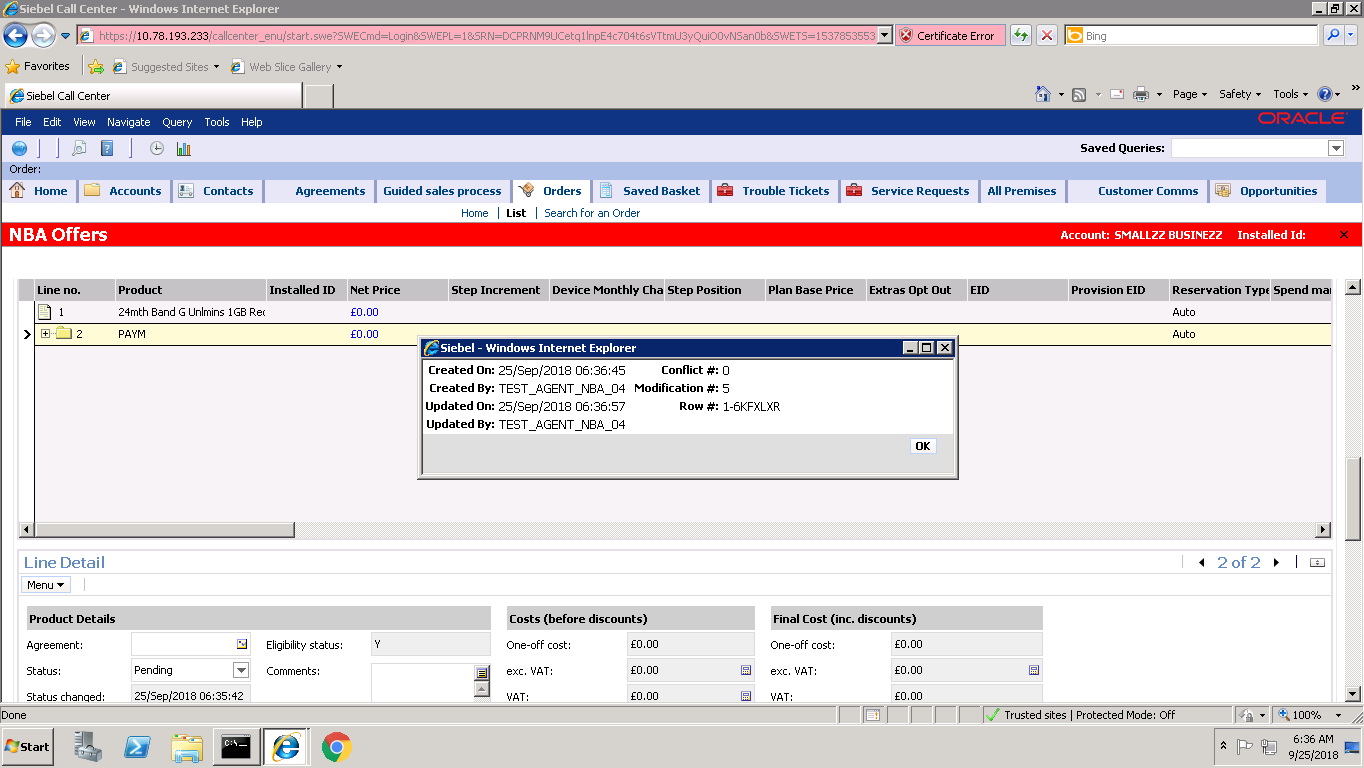 Siebel Call Center - Windows Internet Explorer
https://10.78.193.233/callcenter_enu/start.swe?SWECmd=Login&SWEPL=1&SRN=DCPRNM9UCetq1lnpE4c704t6sVTtmU3yQuiO0vNSan0b&SWETS=1537853553 Certificate Error Bing
Favorites Suggested Sites Web Slice Gallery
Siebel Call Center Page Safety Tools
File Edit View Navigate Query Tools Help ORACLE
Saved Queries:
Order:
Home Accounts Contacts Agreements Guided sales process Orders Saved Basket Trouble Tickets Service Requests All Premises Customer Comms Opportunities
Home List Search for an Order
NBA Offers Account: SMALLZZ BUSINEZZ Installed Id:
Line no. Product Installed ID Net Price Step Increment Device Monthly Cha Step Position Plan Base Price Extras Opt Out EID Provision EID Reservation Type Spend mai
1 24mth Band G Unlmins 1GB Rec £0.00 Auto
2 PAYM £0.00 Auto
Siebel - Windows Internet Explorer
Created On: 25/Sep/2018 06:36:45 Conflict #: 0
Created By: TEST_AGENT_NBA_04 Modification #: 5
Updated On: 25/Sep/2018 06:36:57 Row #: 1-6KFXLXR
Updated By: TEST_AGENT_NBA_04
OK
Line Detail 2 of 2
Menu
Product Details Costs (before discounts) Final Cost (inc. discounts)
Agreement: Eligibility status: Y One-off cost: £0.00 One-off cost: £0.00
Status: Pending Comments: exc. VAT: £0.00 exc. VAT: £0.00
Status changed: 25/Sep/2018 06:35:42 VAT: £0.00 VAT: £0.00
Done Trusted sites | Protected Mode: Off 100%
Start 6:36 AM
9/25/2018